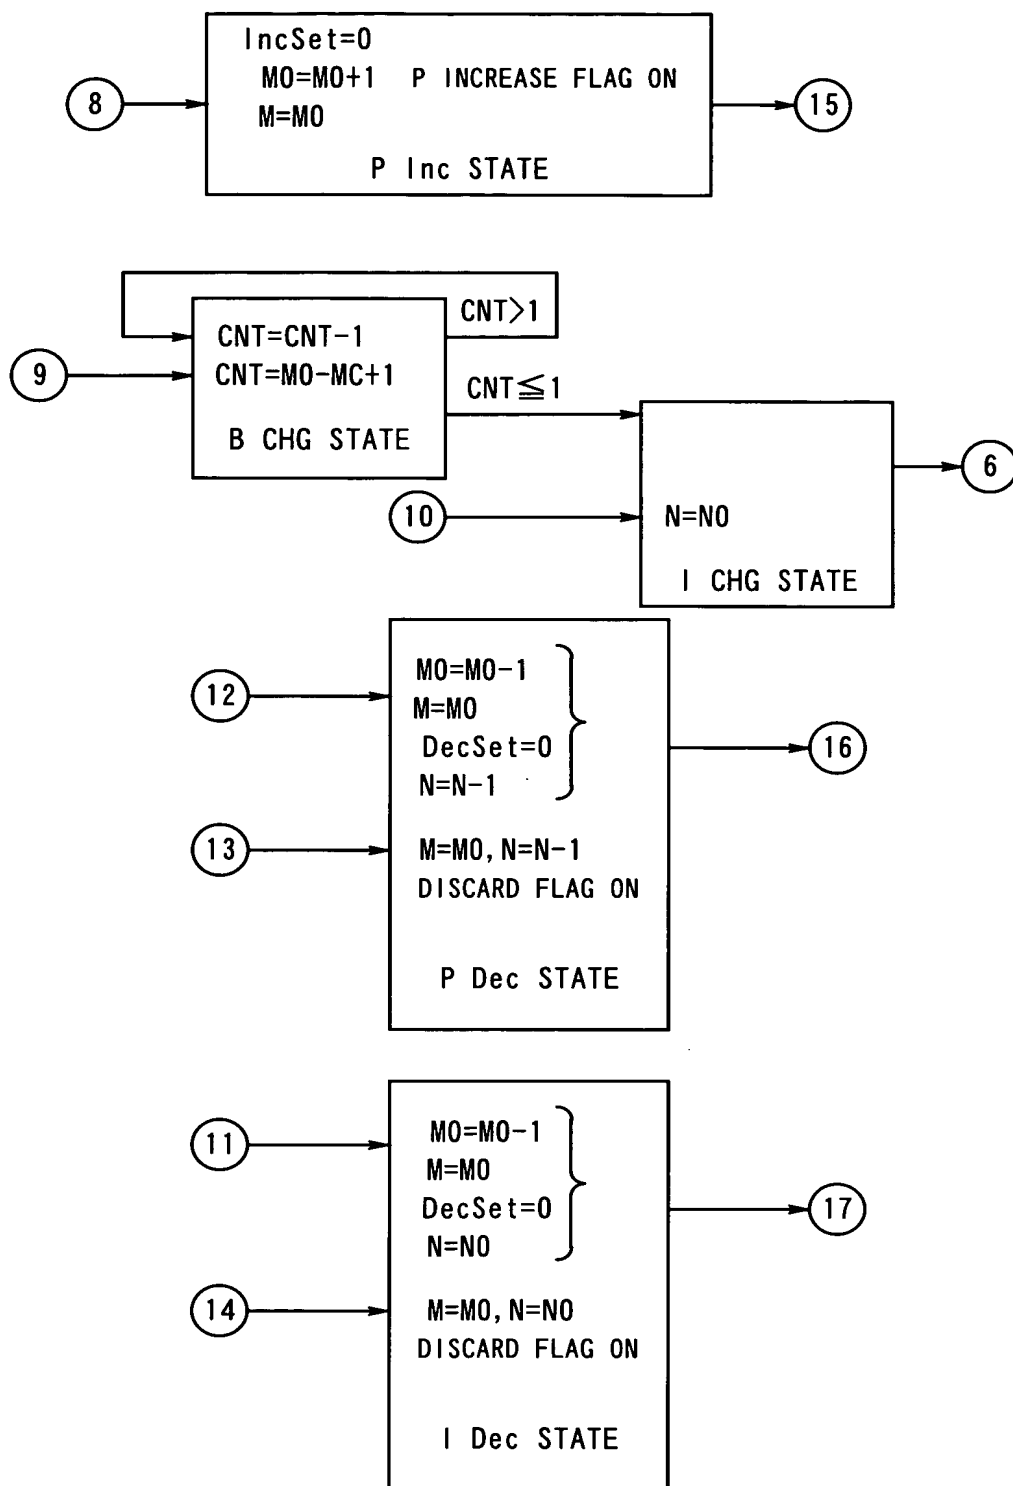 IncSet=0
M0=M0+1 P INCREASE FLAG ON
8
15
M=M0
P Inc STATE
CNT>1
CNT=CNT-1
9
CNT=M0-MC+1
CNT≦1
B CHG STATE
6
10
N=N0
I CHG STATE
M0=M0-1
12
M=M0
DecSet=0
16
N=N-1
13
M=M0, N=N-1
DISCARD FLAG ON
P Dec STATE
M0=M0-1
11
M=M0
DecSet=0
17
N=N0
14
M=M0, N=N0
DISCARD FLAG ON
I Dec STATE